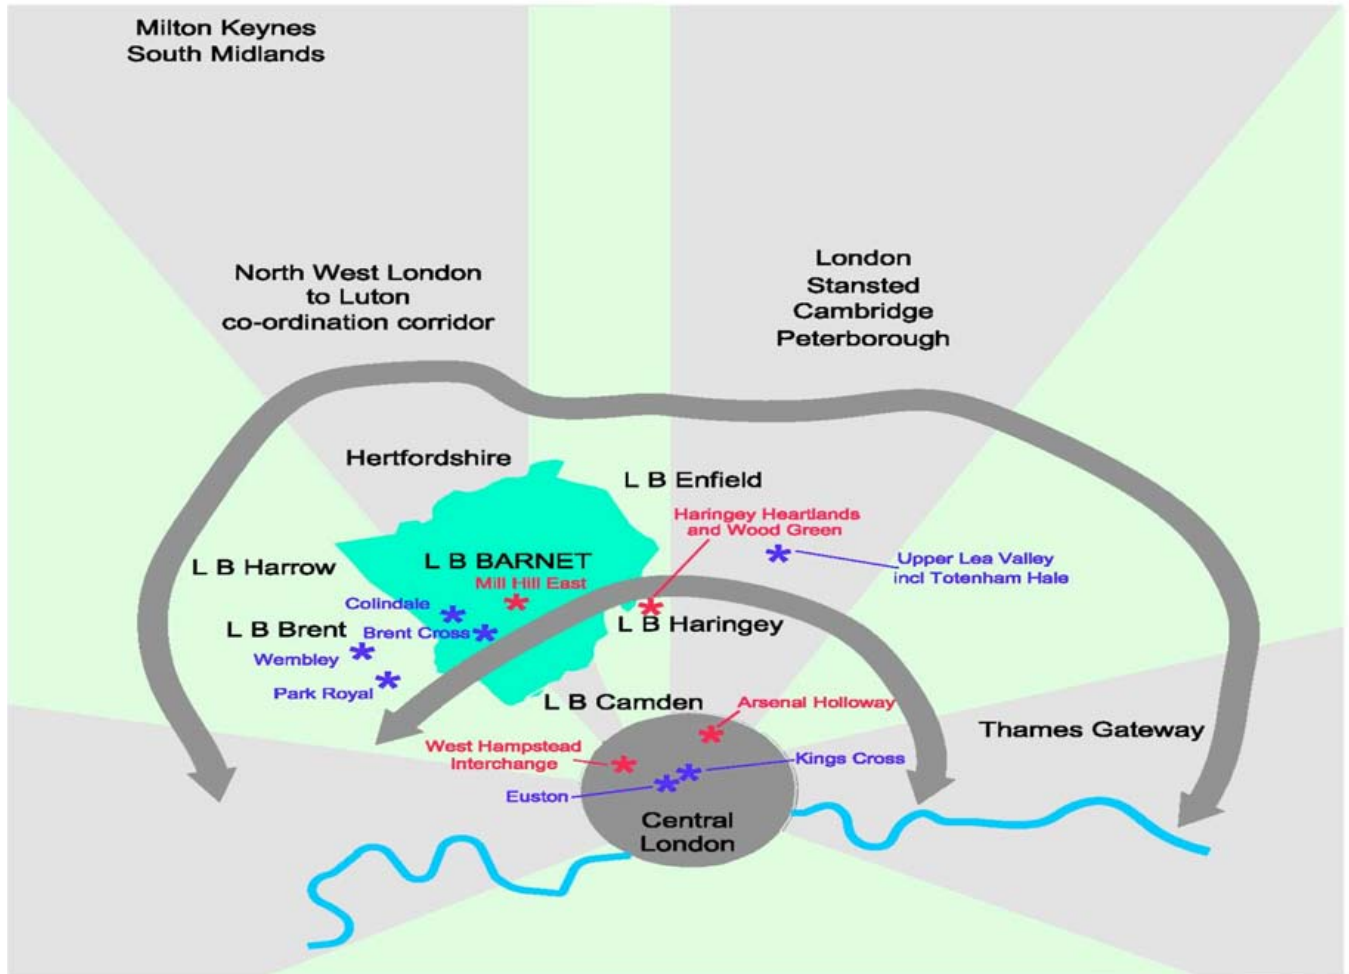 Milton Keynes
South Midlands
North West London
to Luton
co-ordination corridor
London
Stansted
Cambridge
Peterborough
Hertfordshire
L B Enfield
Haringey Heartlands
and Wood Green
L B Harrow
L B BARNET
Mill Hill East
Upper Lea Valley
incl Totenham Hale
Colindale
L B Brent
Brent Cross
L B Haringey
Wembley
Park Royal
L B Camden
Arsenal Holloway
Thames Gateway
West Hampstead
Interchange
Kings Cross
Euston
Central
London